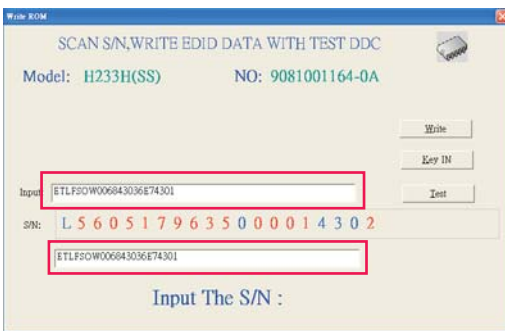 Write ROM
SCAN S/N,WRITE EDID DATA WITH TEST DDC
Model: H233H(SS) NO: 9081001164-0A
Write
Key IN
Input ETLFSOW006843036E74301
Test
S/N: L5605179635000014302
ETLFSOW006843036E74301
Input The S/N :